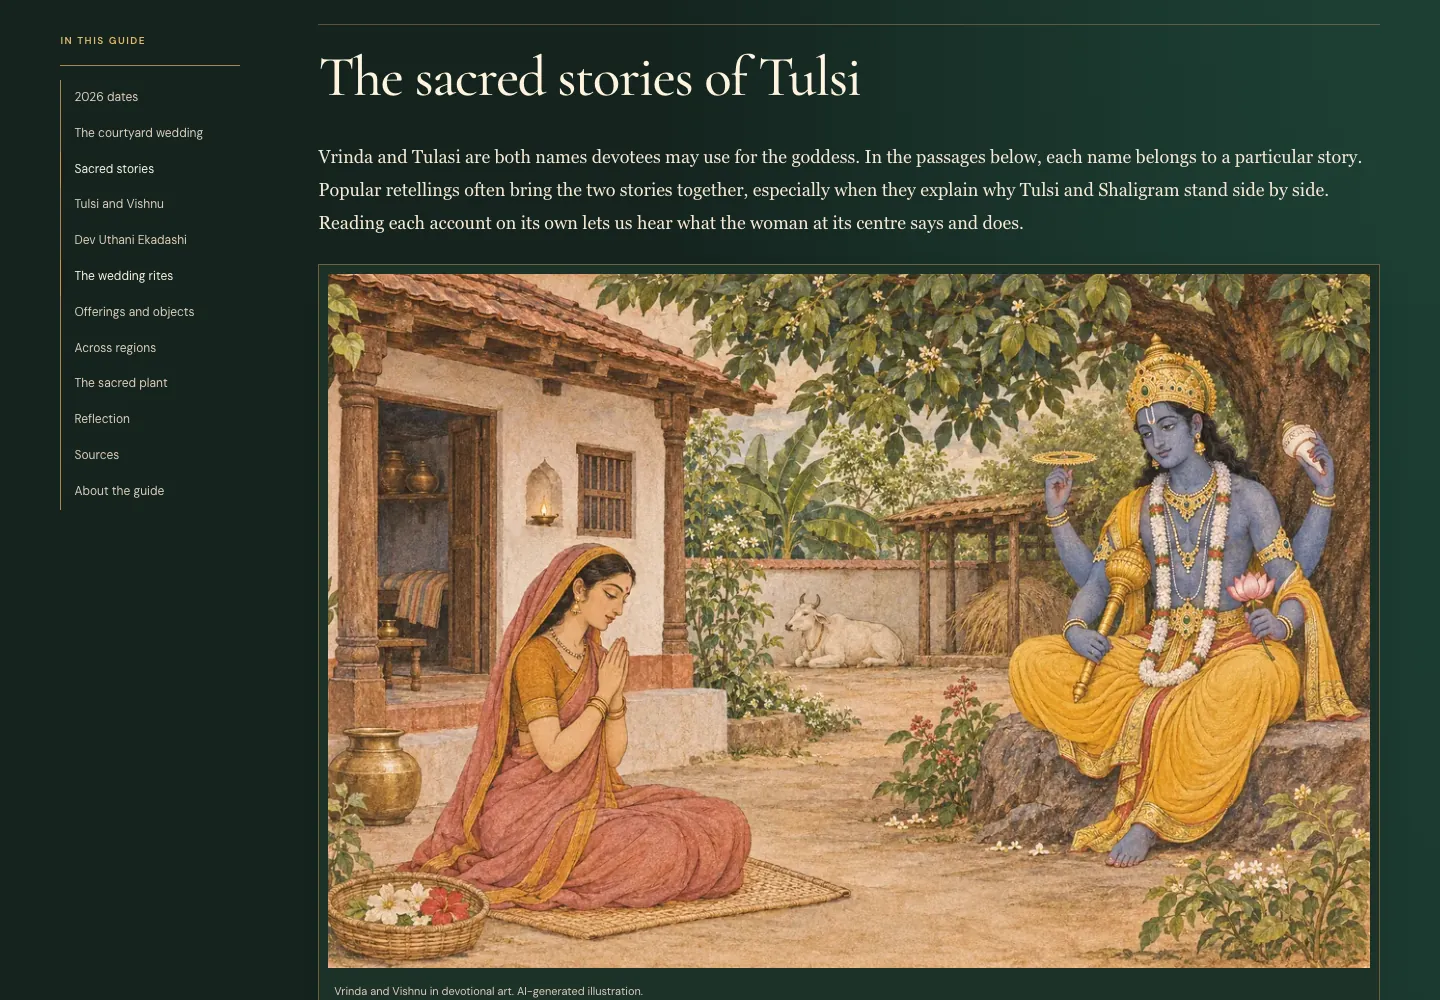 IN THIS GUIDE
2026 dates
The courtyard wedding
Sacred stories
Tulsi and Vishnu
Dev Uthani Ekadashi
The wedding rites
Offerings and objects
Across regions
The sacred plant
Reflection
Sources
About the guide
The sacred stories of Tulsi
Vrinda and Tulasi are both names devotees may use for the goddess. In the passages below, each name belongs to a particular story.
Popular retellings often bring the two stories together, especially when they explain why Tulsi and Shaligram stand side by side.
Reading each account on its own lets us hear what the woman at its centre says and does.
Vrinda and Vishnu in devotional art. AI-generated illustration.